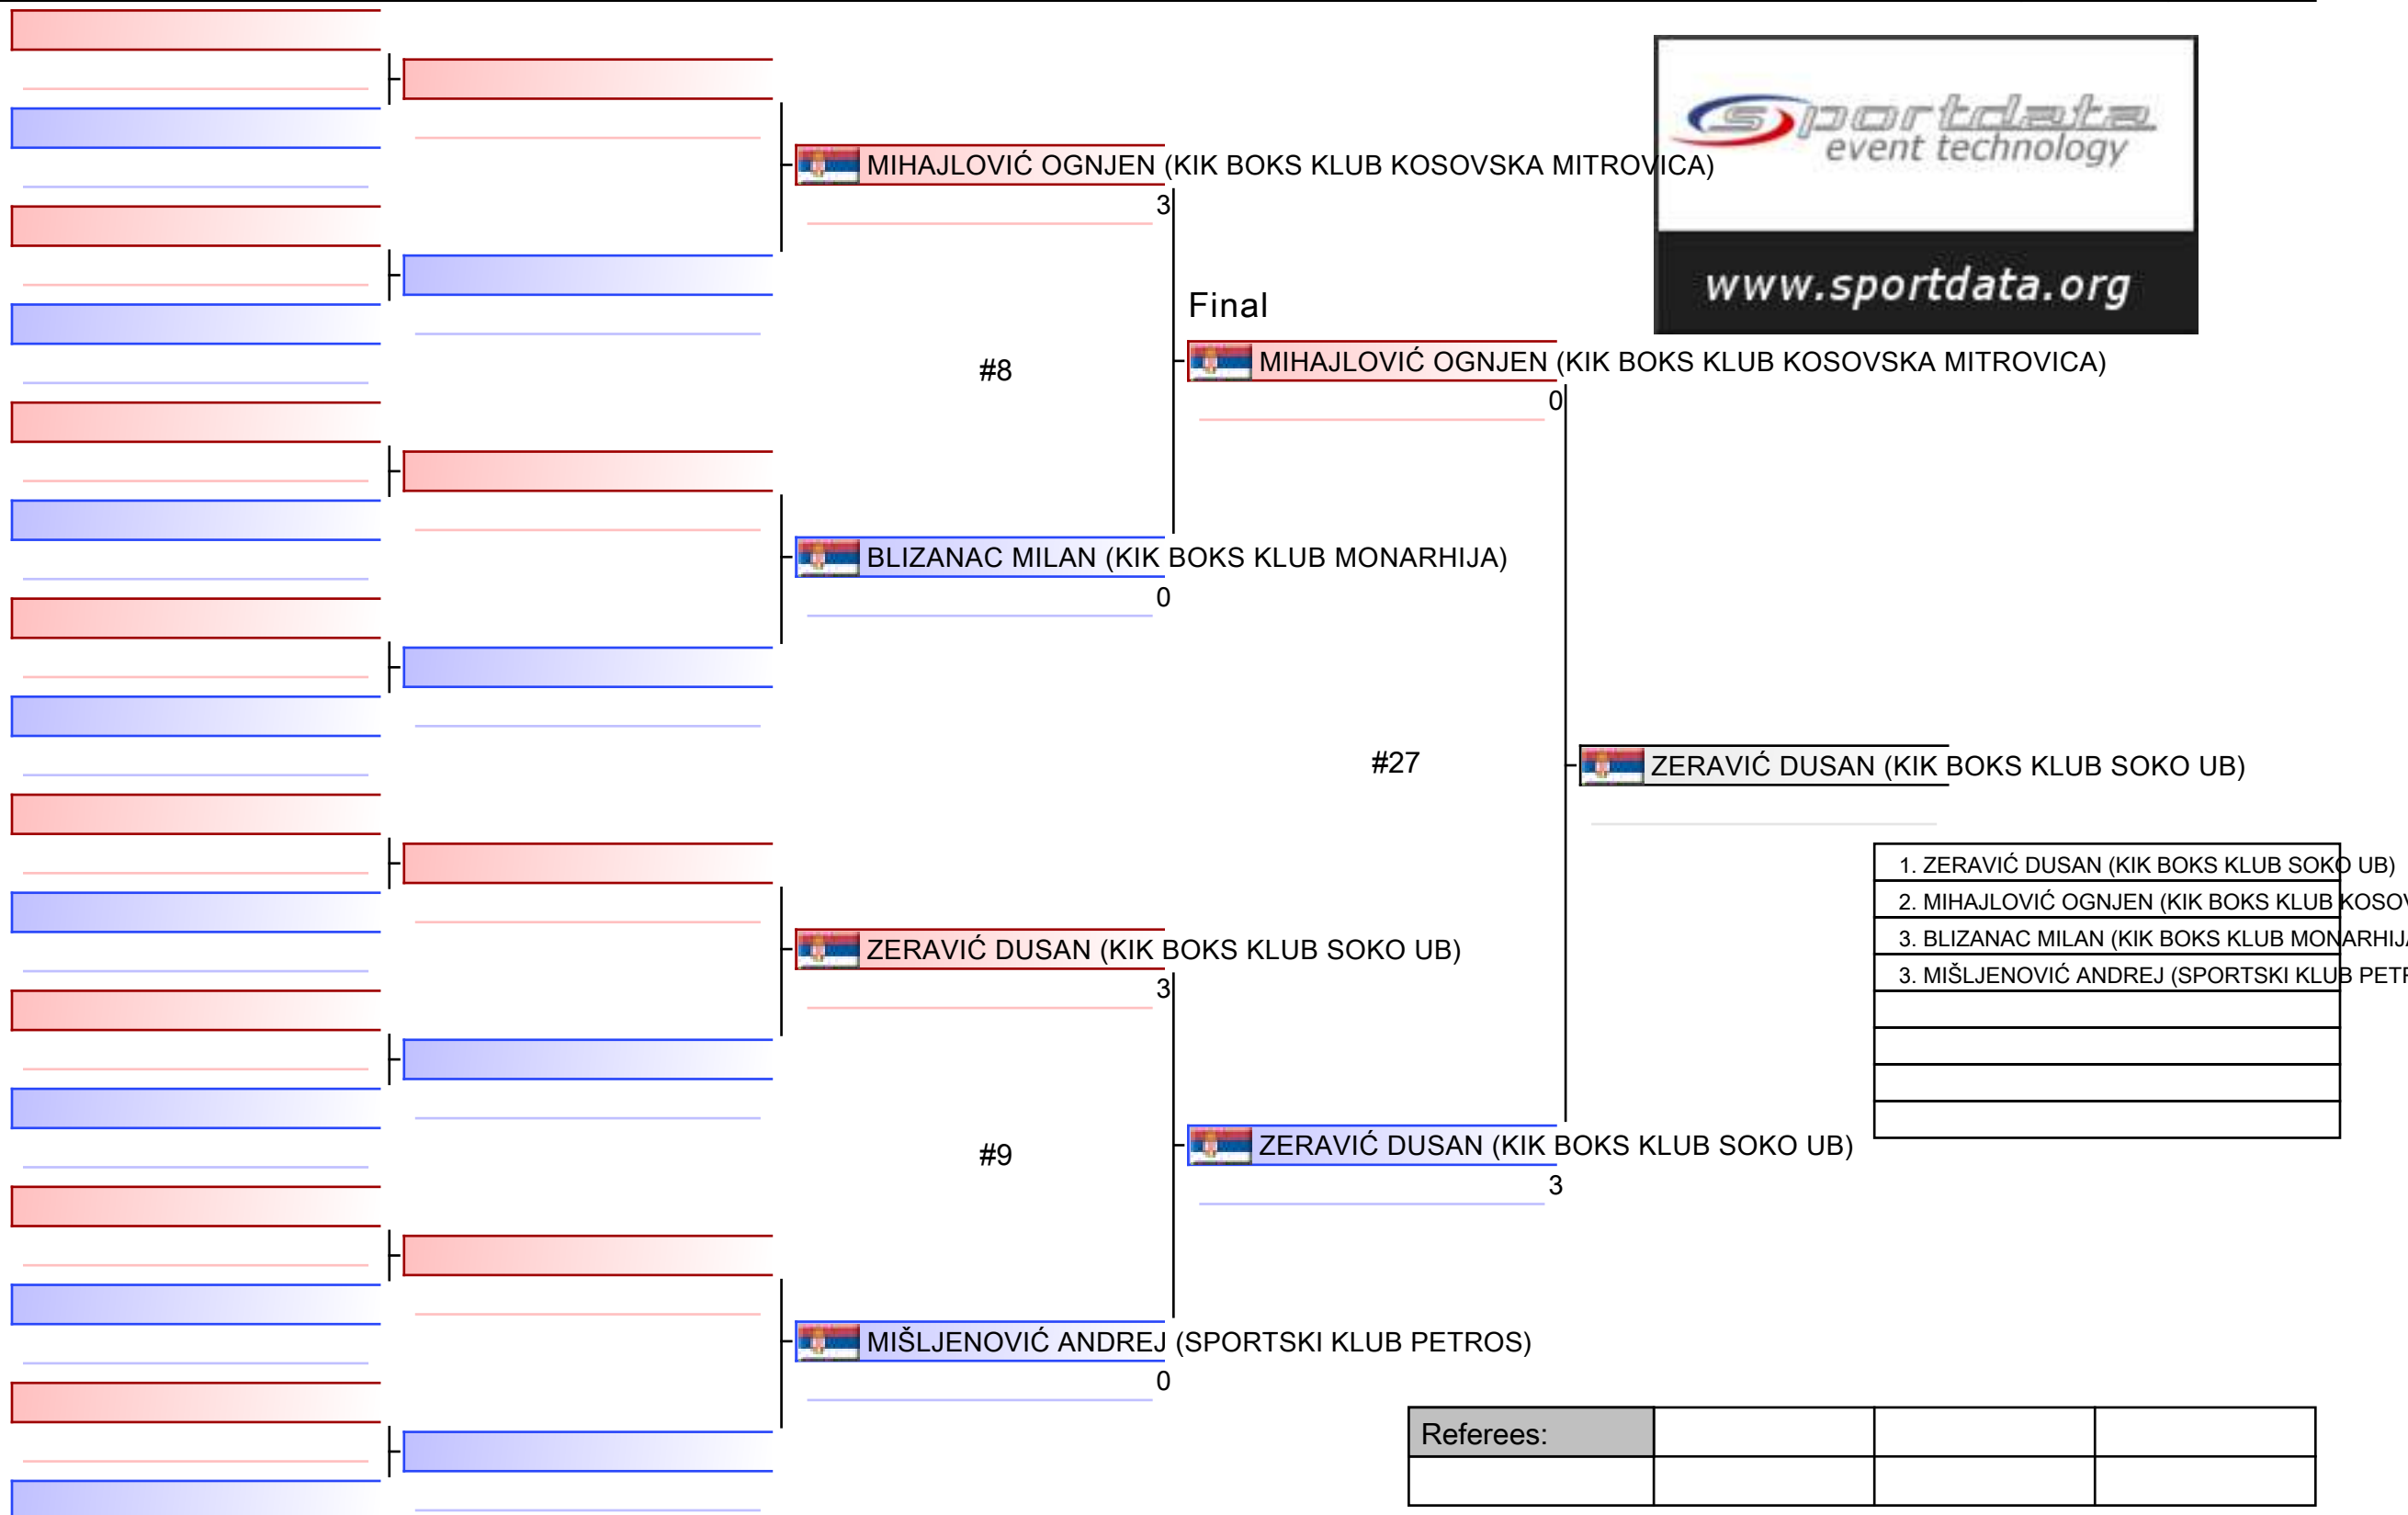 sportdata
event technology
www.sportdata.org
MIHAJLOVIĆ OGNJEN (KIK BOKS KLUB KOSOVSKA MITROVICA)
3
Final
#8
MIHAJLOVIĆ OGNJEN (KIK BOKS KLUB KOSOVSKA MITROVICA)
0
BLIZANAC MILAN (KIK BOKS KLUB MONARHIJA)
0
#27
ZERAVIĆ DUSAN (KIK BOKS KLUB SOKO UB)
1. ZERAVIĆ DUSAN (KIK BOKS KLUB SOKO UB)
2. MIHAJLOVIĆ OGNJEN (KIK BOKS KLUB KOSOV
3. BLIZANAC MILAN (KIK BOKS KLUB MONARHIJA
3. MIŠLJENOVIĆ ANDREJ (SPORTSKI KLUB PETR
ZERAVIĆ DUSAN (KIK BOKS KLUB SOKO UB)
3
#9
ZERAVIĆ DUSAN (KIK BOKS KLUB SOKO UB)
3
MIŠLJENOVIĆ ANDREJ (SPORTSKI KLUB PETROS)
0
Referees: